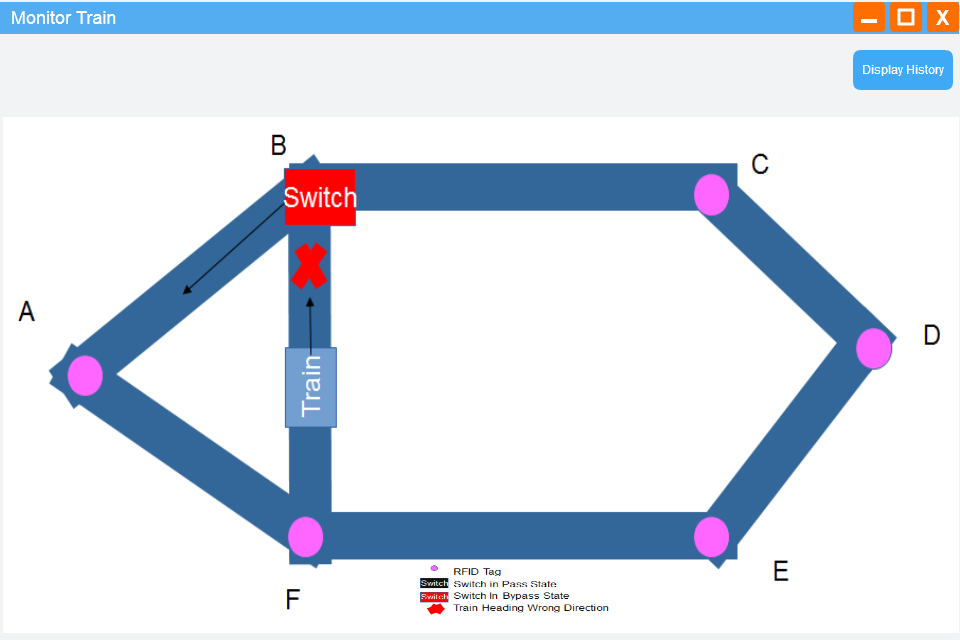 Monitor Train
X
Display History
B
C
Switch
A
D
Train
E
F
RFID Tag
Switch Switch in Pass State
Switch Switch In Bypass State
Train Heading Wrong Direction